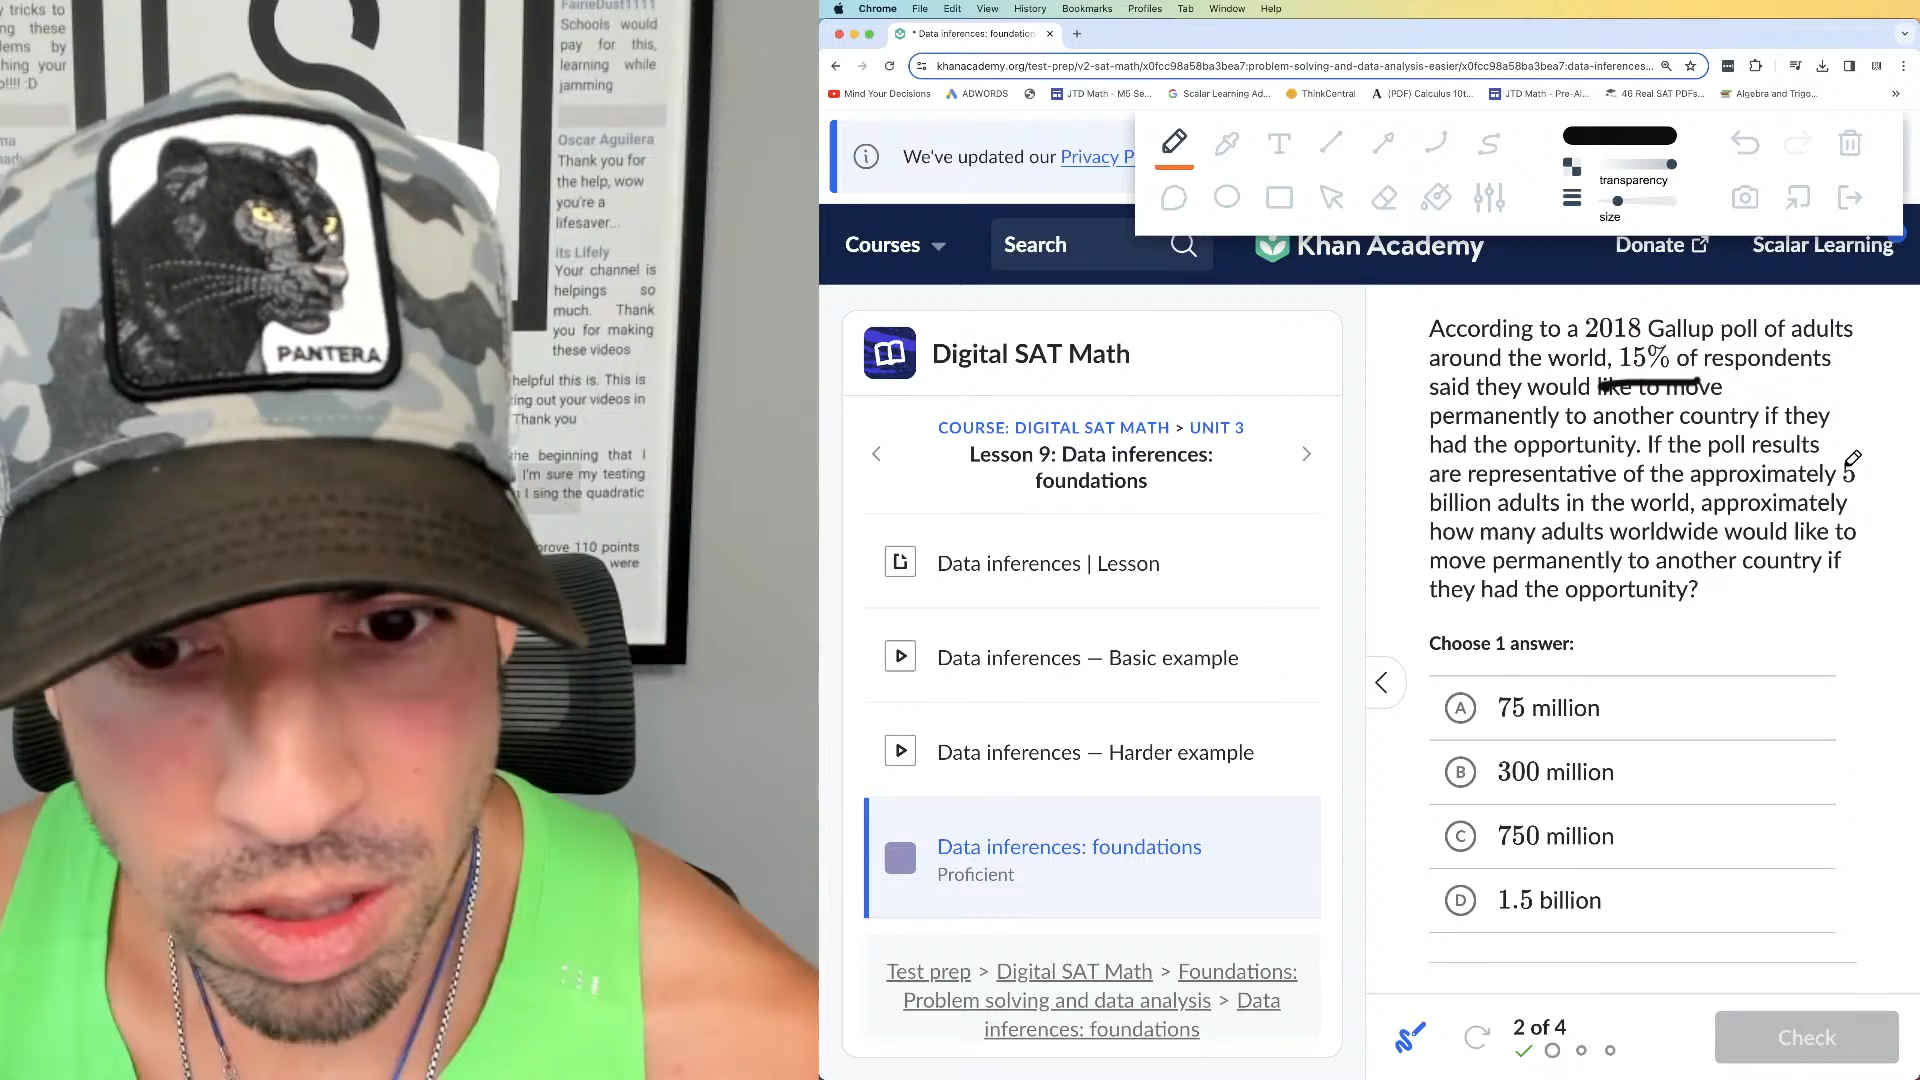 tricks to
ng these
lems by
hing your
o!!!! :D
FairieDust1111
Schools would
pay for this,
learning while
jamming
Oscar Aguilera
Thank you for
the help, wow
you're a
lifesaver...
Its Lifely
Your channel is
helpings so
much. Thank
you for making
these videos
helpful this is. This is
ing out your videos in
Thank you
the beginning that I
I'm sure my testing
I sing the quadratic
prove 110 points
were
PANTERA
Chrome File Edit View History Bookmarks Profiles Tab Window Help
* Data inferences: foundation
khanacademy.org/test-prep/v2-sat-math/x0fcc98a58ba3bea7:problem-solving-and-data-analysis-easier/x0fcc98a58ba3bea7:data-inferences...
Mind Your Decisions ADWORDS JTD Math - M5 Se... Scalar Learning Ad... ThinkCentral (PDF) Calculus 10t... JTD Math - Pre-Al... 46 Real SAT PDFs... Algebra and Trigo...
We've updated our Privacy P
T
transparency
size
Courses Search Khan Academy Donate Scalar Learning
Digital SAT Math
COURSE: DIGITAL SAT MATH > UNIT 3
Lesson 9: Data inferences:
foundations
Data inferences | Lesson
Data inferences — Basic example
Data inferences — Harder example
Data inferences: foundations
Proficient
Test prep > Digital SAT Math > Foundations:
Problem solving and data analysis > Data
inferences: foundations
According to a 2018 Gallup poll of adults
around the world, 15% of respondents
said they would like to move
permanently to another country if they
had the opportunity. If the poll results
are representative of the approximately 5
billion adults in the world, approximately
how many adults worldwide would like to
move permanently to another country if
they had the opportunity?
Choose 1 answer:
A 75 million
B 300 million
C 750 million
D 1.5 billion
2 of 4
Check